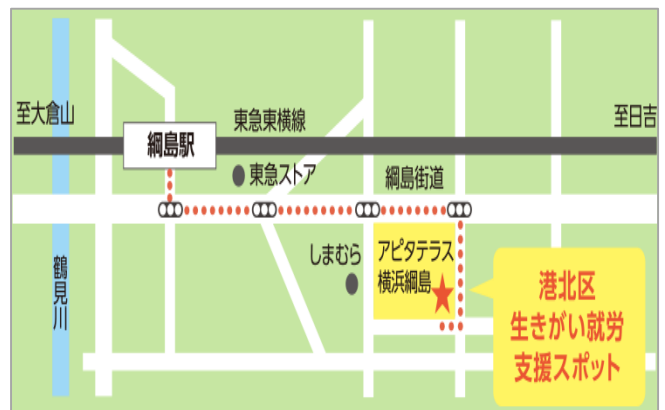 至大倉山
東急東横線
至日吉
綱島駅
東急ストア
綱島街道
しまむら
アピタテラス
横浜綱島
鶴見川
港北区
生きがい就労
支援スポット